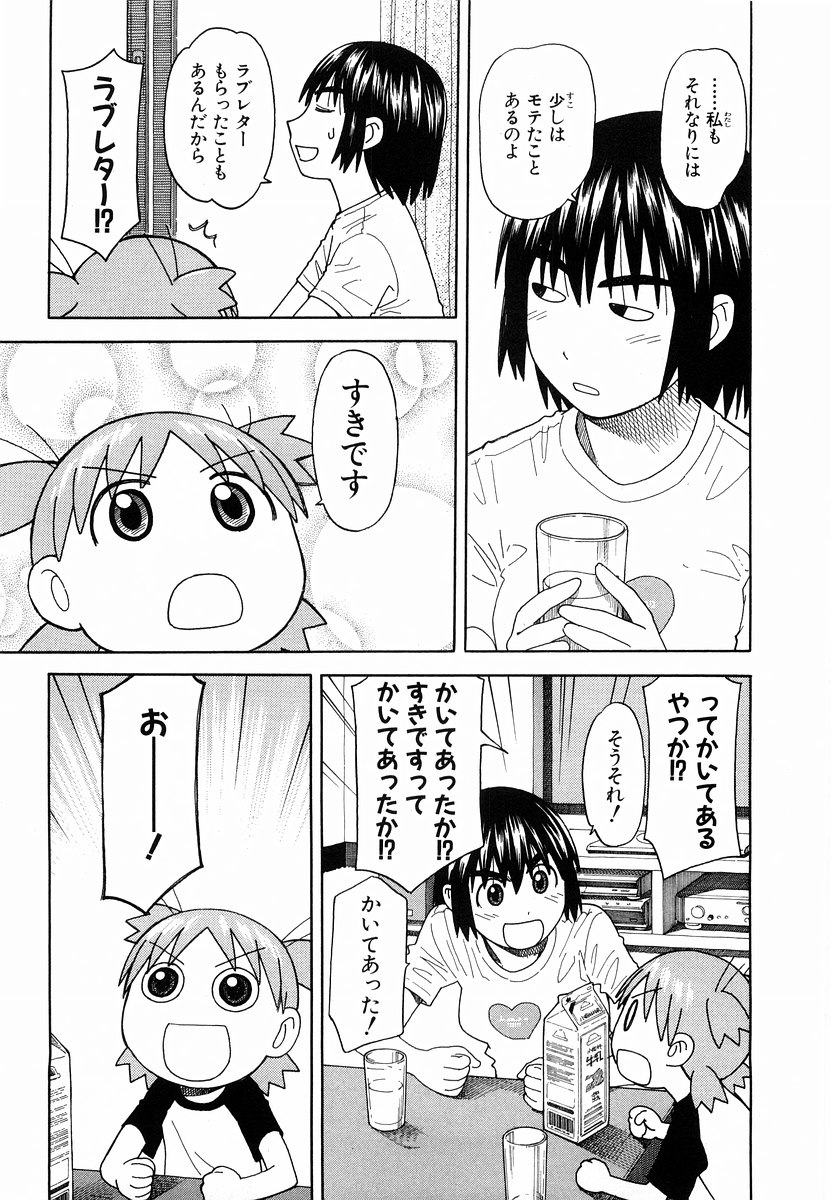 ……私も
それなりには
少しは
モテたこと
あるのよ
ラブレター
もらったことも
あるんだから
ラブレター!?
すきです
ってかいてある
やつか!?
そうそれ!
かいてあったか!?
すきですって
かいてあったか!?
かいてあった!
牛乳
おーー!